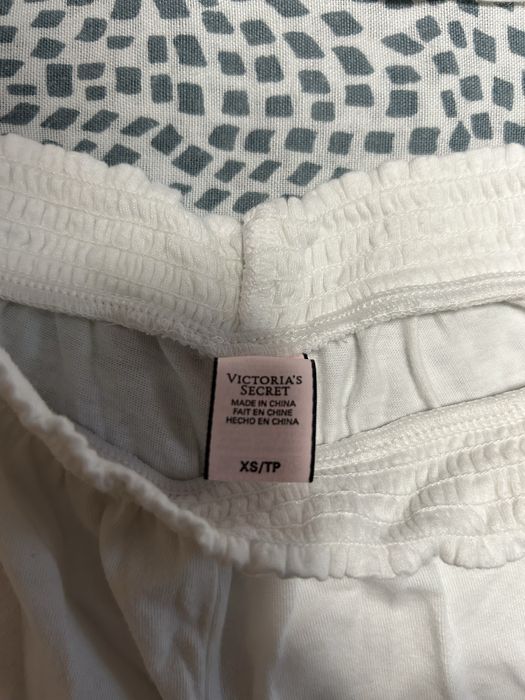 VICTORIA'S
SECRET
MADE IN CHINA
FAIT EN CHINE
HECHO EN CHINA
XS/TP